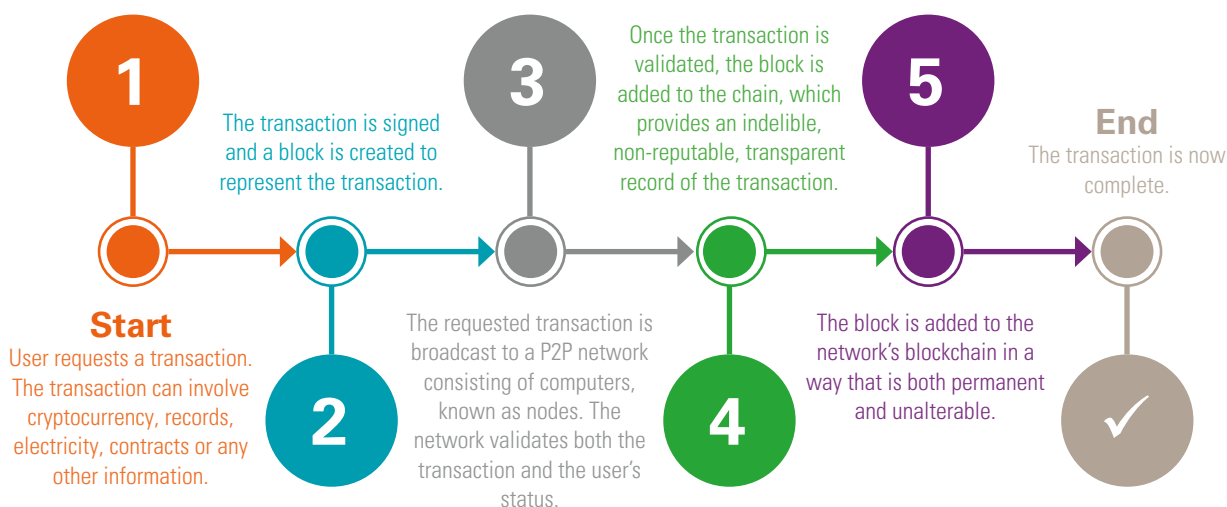 1
Start
User requests a transaction.
The transaction can involve
cryptocurrency, records,
electricity, contracts or any
other information.
The transaction is signed
and a block is created to
represent the transaction.
2
3
The requested transaction is
broadcast to a P2P network
consisting of computers,
known as nodes. The
network validates both the
transaction and the user's
status.
Once the transaction is
validated, the block is
added to the chain, which
provides an indelible,
non-reputable, transparent
record of the transaction.
4
5
The block is added to the
network's blockchain in a
way that is both permanent
and unalterable.
End
The transaction is now
complete.